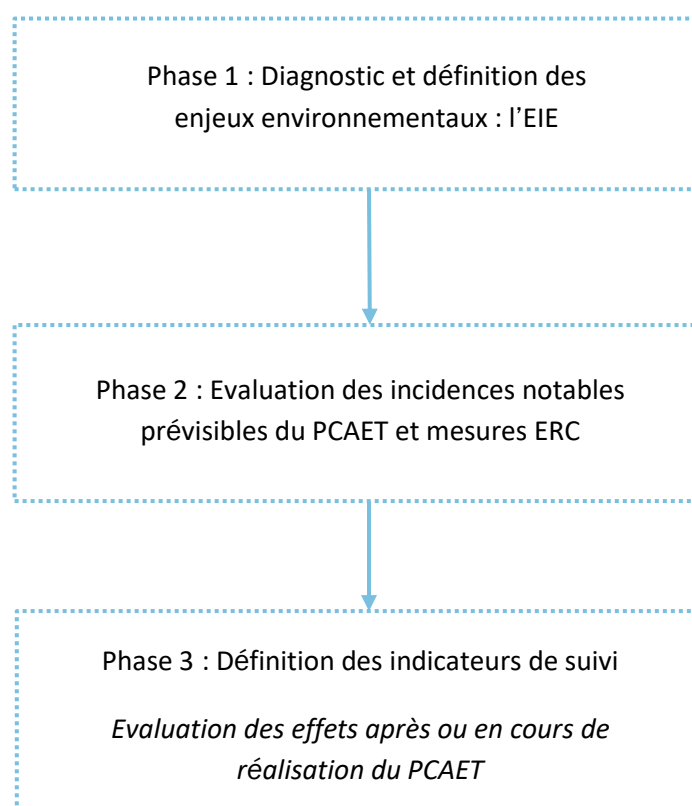 Phase 1 : Diagnostic et définition des
enjeux environnementaux : l’EIE
Phase 2 : Evaluation des incidences notables
prévisibles du PCAET et mesures ERC
Phase 3 : Définition des indicateurs de suivi
Evaluation des effets après ou en cours de
réalisation du PCAET